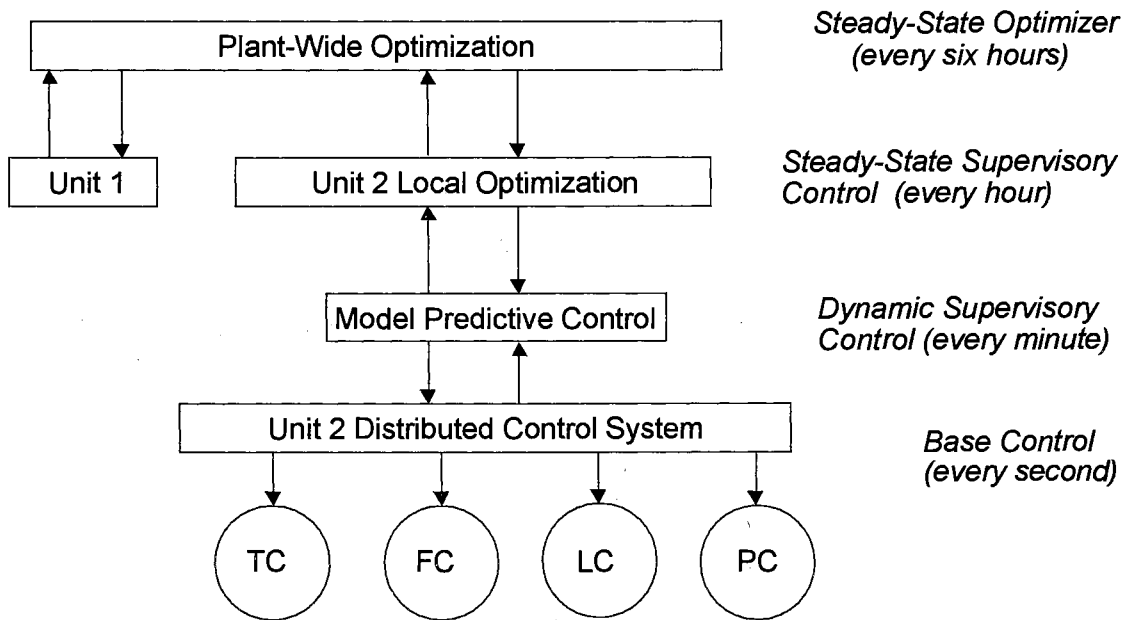 Plant-Wide Optimization
Steady-State Optimizer
(every six hours)
Unit 1
Unit 2 Local Optimization
Steady-State Supervisory
Control (every hour)
Model Predictive Control
Dynamic Supervisory
Control (every minute)
Unit 2 Distributed Control System
Base Control
(every second)
TC
FC
LC
PC